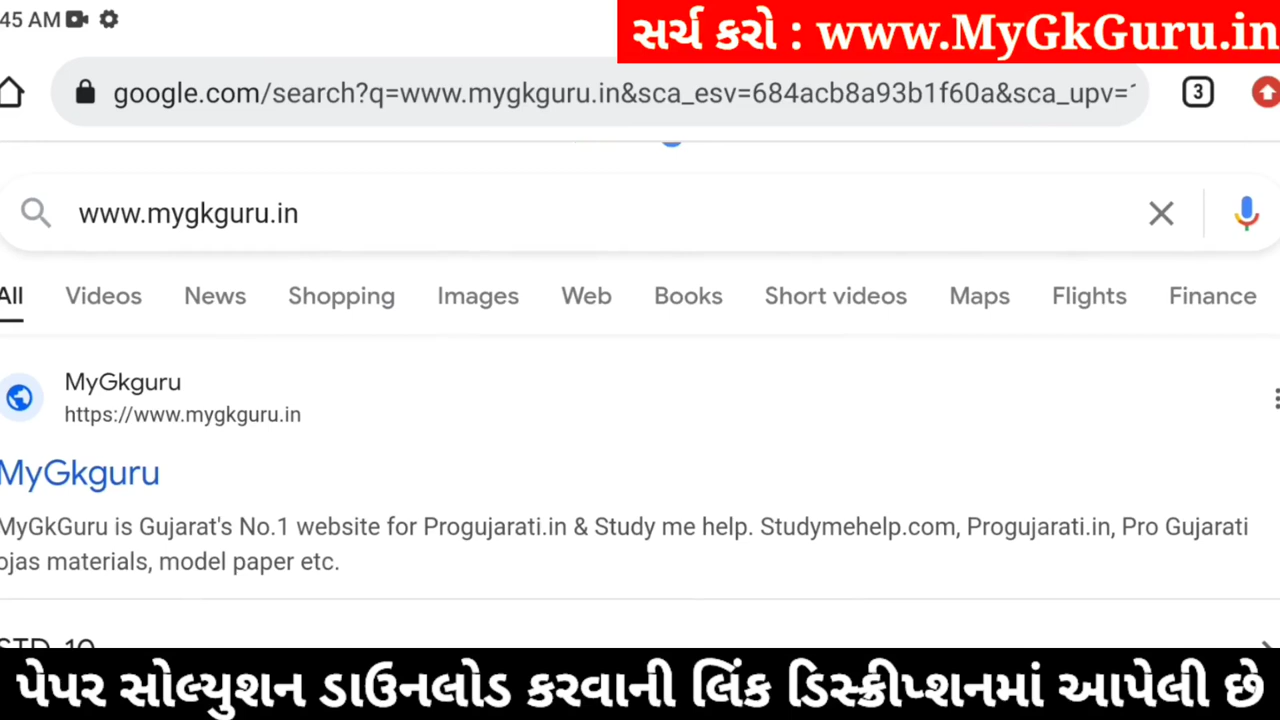 45 AM
સર્ચ કરો : www.MyGkGuru.in
google.com/search?q=www.mygkguru.in&sca_esv=684acb8a93b1f60a&sca_upv=
3
www.mygkguru.in
All Videos News Shopping Images Web Books Short videos Maps Flights Finance
MyGkguru
https://www.mygkguru.in
MyGkguru
MyGkGuru is Gujarat's No.1 website for Progujarati.in & Study me help. Studymehelp.com, Progujarati.in, Pro Gujarati
ojas materials, model paper etc.
STD-10
પેપર સોલ્યુશન ડાઉનલોડ કરવાની લિંક ડિસ્ક્રીપ્શનમાં આપેલી છે